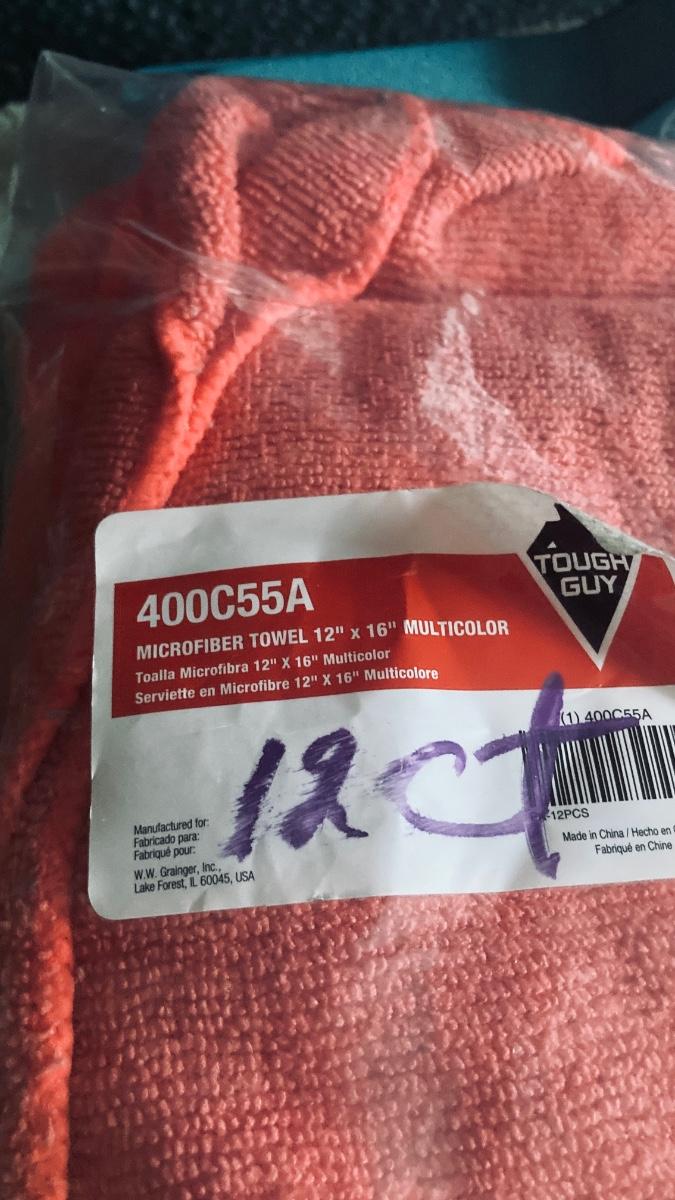 TOUGH
GUY
400C55A
MICROFIBER TOWEL 12" x 16" MULTICOLOR
Toalla Microfibra 12" X 16" Multicolor
Serviette en Microfibre 12" X 16" Multicolore
(1) 400C55A
12 ct
-12PCS
Made in China / Hecho en
Fabriqué en Chine
Manufactured for:
Fabricado para:
Fabriqué pour:
W.W. Grainger, Inc.,
Lake Forest, IL 60045, USA